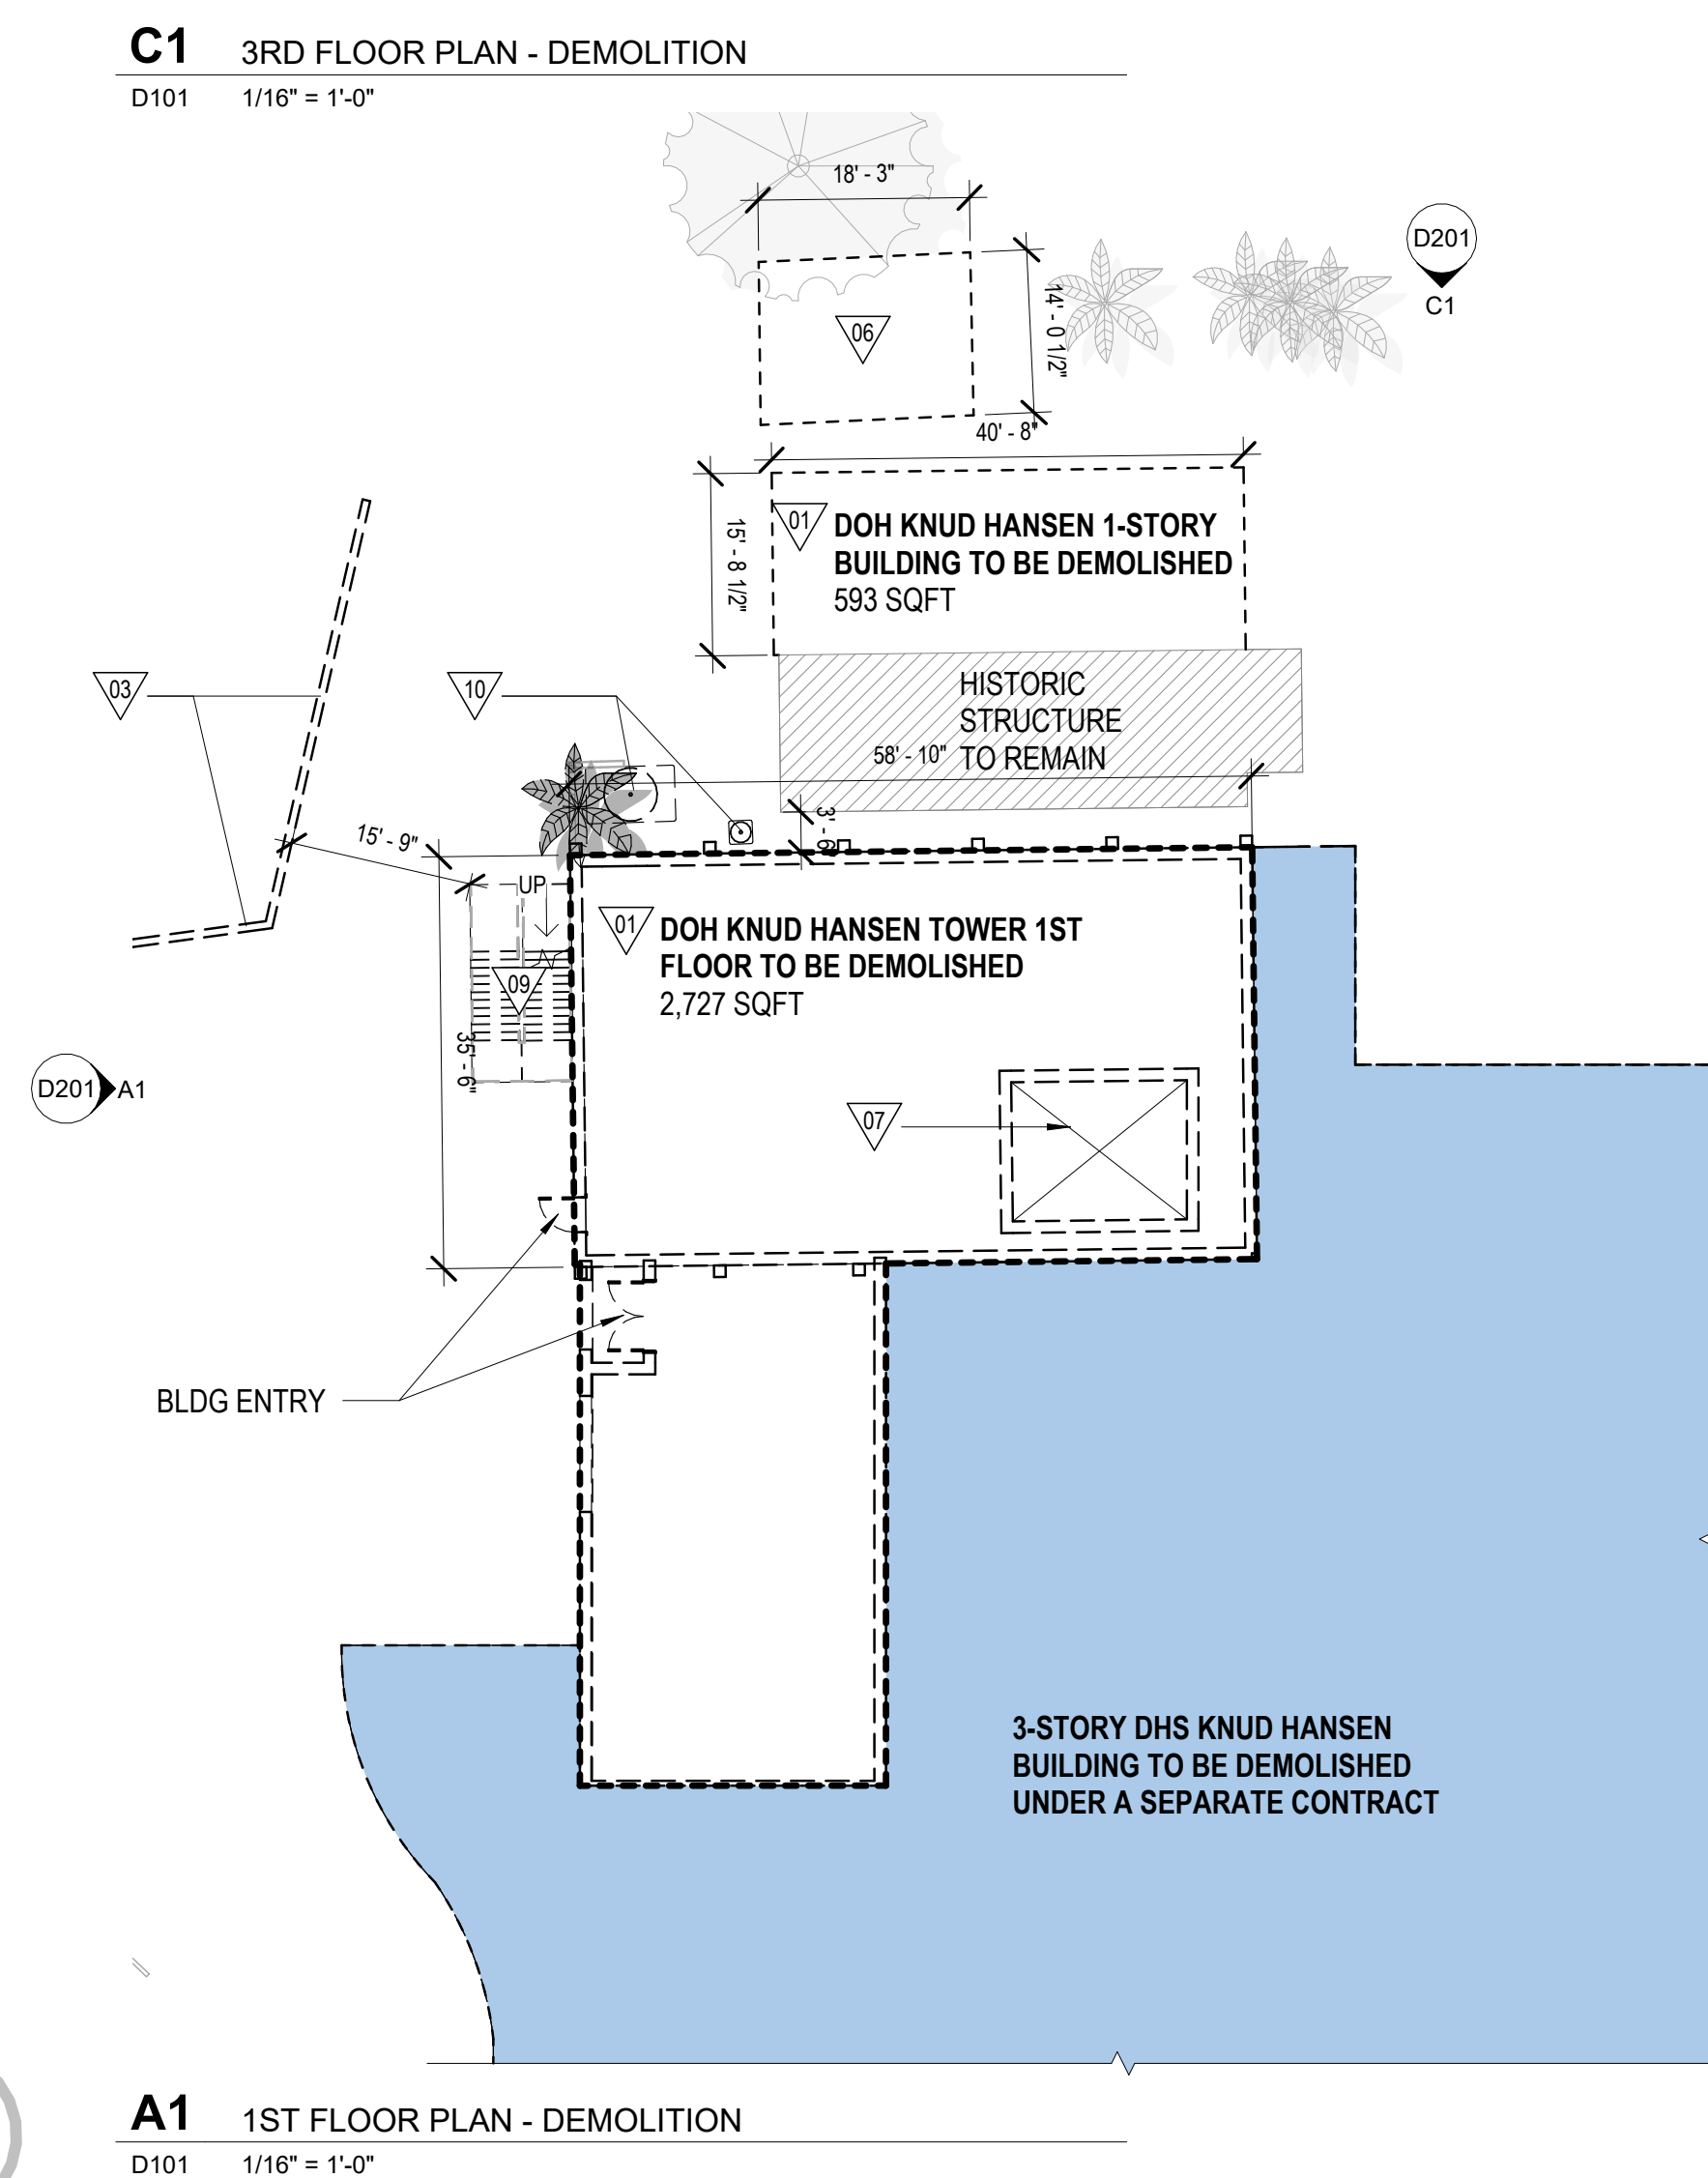 C1 3RD FLOOR PLAN - DEMOLITION
D101 1/16" = 1'-0"
18' - 3"
D201
C1
14' - 0 1/2"
06
40' - 8"
15' - 8 1/2"
01 DOH KNUD HANSEN 1-STORY
BUILDING TO BE DEMOLISHED
593 SQFT
03
10
HISTORIC
STRUCTURE
TO REMAIN
58' - 10"
3' - 6"
15' - 9"
UP
01 DOH KNUD HANSEN TOWER 1ST
FLOOR TO BE DEMOLISHED
2,727 SQFT
09
35' - 6"
D201 A1
07
BLDG ENTRY
3-STORY DHS KNUD HANSEN
BUILDING TO BE DEMOLISHED
UNDER A SEPARATE CONTRACT
A1 1ST FLOOR PLAN - DEMOLITION
D101 1/16" = 1'-0"